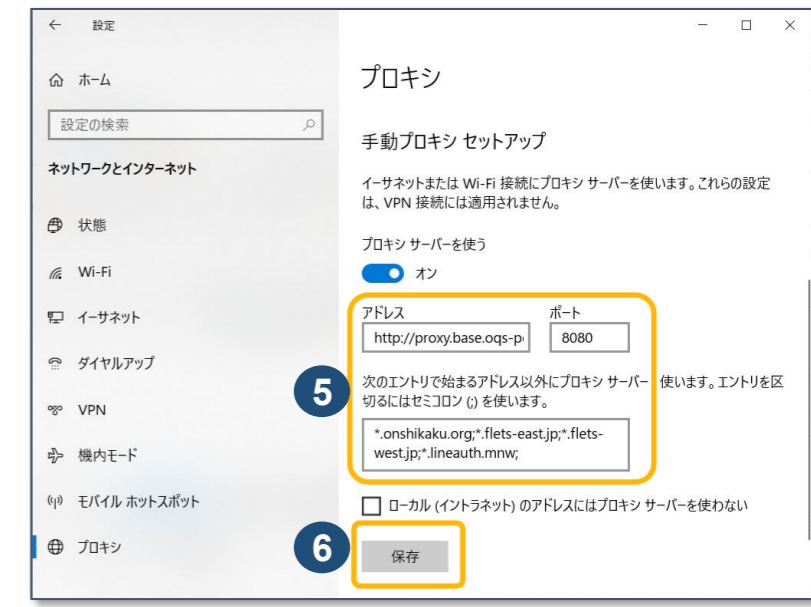 設定
ホーム
設定の検索
ネットワークとインターネット
状態
Wi-Fi
イーサネット
ダイヤルアップ
VPN
機内モード
モバイル ホットスポット
プロキシ
プロキシ
手動プロキシ セットアップ
イーサネットまたは Wi-Fi 接続にプロキシ サーバーを使います。これらの設定
は、VPN 接続には適用されません。
プロキシ サーバーを使う
オン
アドレス
ポート
http://proxy.base.oqs-p
8080
5
次のエントリで始まるアドレス以外にプロキシ サーバー 使います。エントリを区
切るにはセミコロン (;) を使います。
*.onshikaku.org;*.flets-east.jp;*.flets-
west.jp;*.lineauth.mnw;
ローカル (イントラネット) のアドレスにはプロキシ サーバーを使わない
6
保存